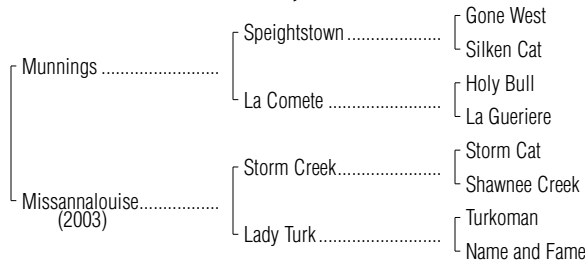 Gone West
Speightstown
Silken Cat
Munnings
Holy Bull
La Comete
La Gueriere
Storm Cat
Storm Creek
Shawnee Creek
Missannalouise
(2003)
Turkoman
Lady Turk
Name and Fame